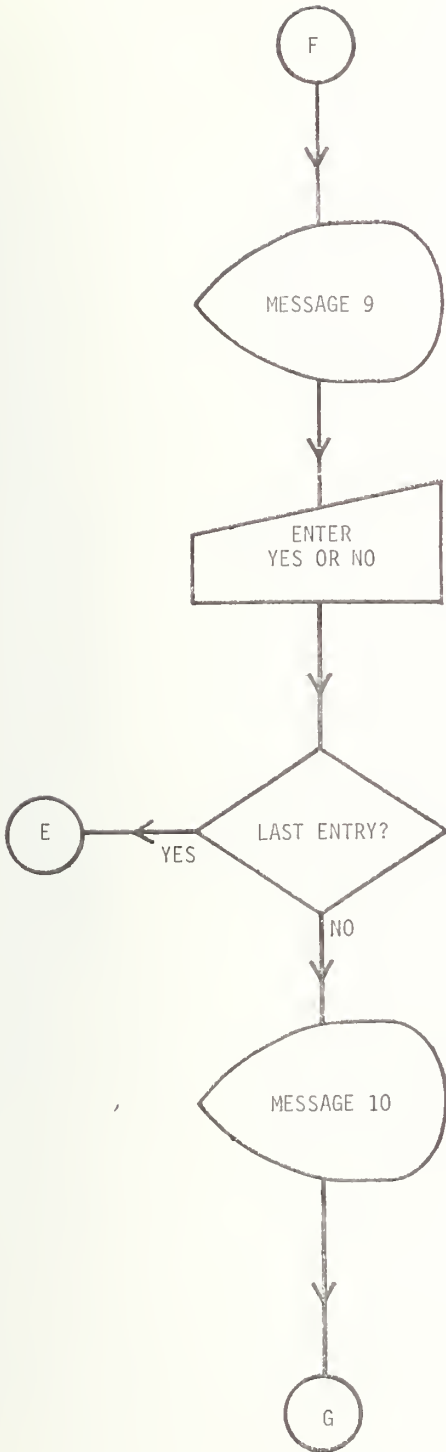 F
MESSAGE 9
ENTER
YES OR NO
LAST ENTRY?
E
YES
NO
MESSAGE 10
G